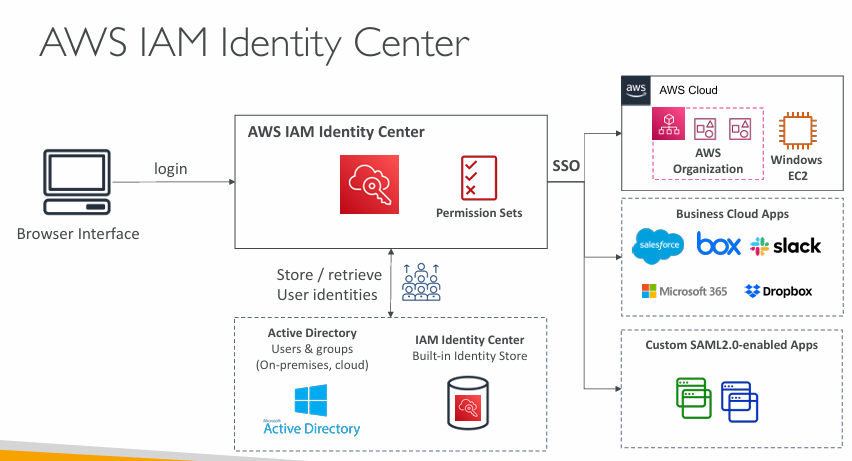 AWS IAM Identity Center
Browser Interface
login
AWS IAM Identity Center
Permission Sets
Store / retrieve
User identities
Active Directory
Users & groups
(On-premises, cloud)
Microsoft
Active Directory
IAM Identity Center
Built-in Identity Store
SSO
aws
AWS Cloud
AWS
Organization
Windows
EC2
Business Cloud Apps
salesforce
box
slack
Microsoft 365
Dropbox
Custom SAML2.0-enabled Apps